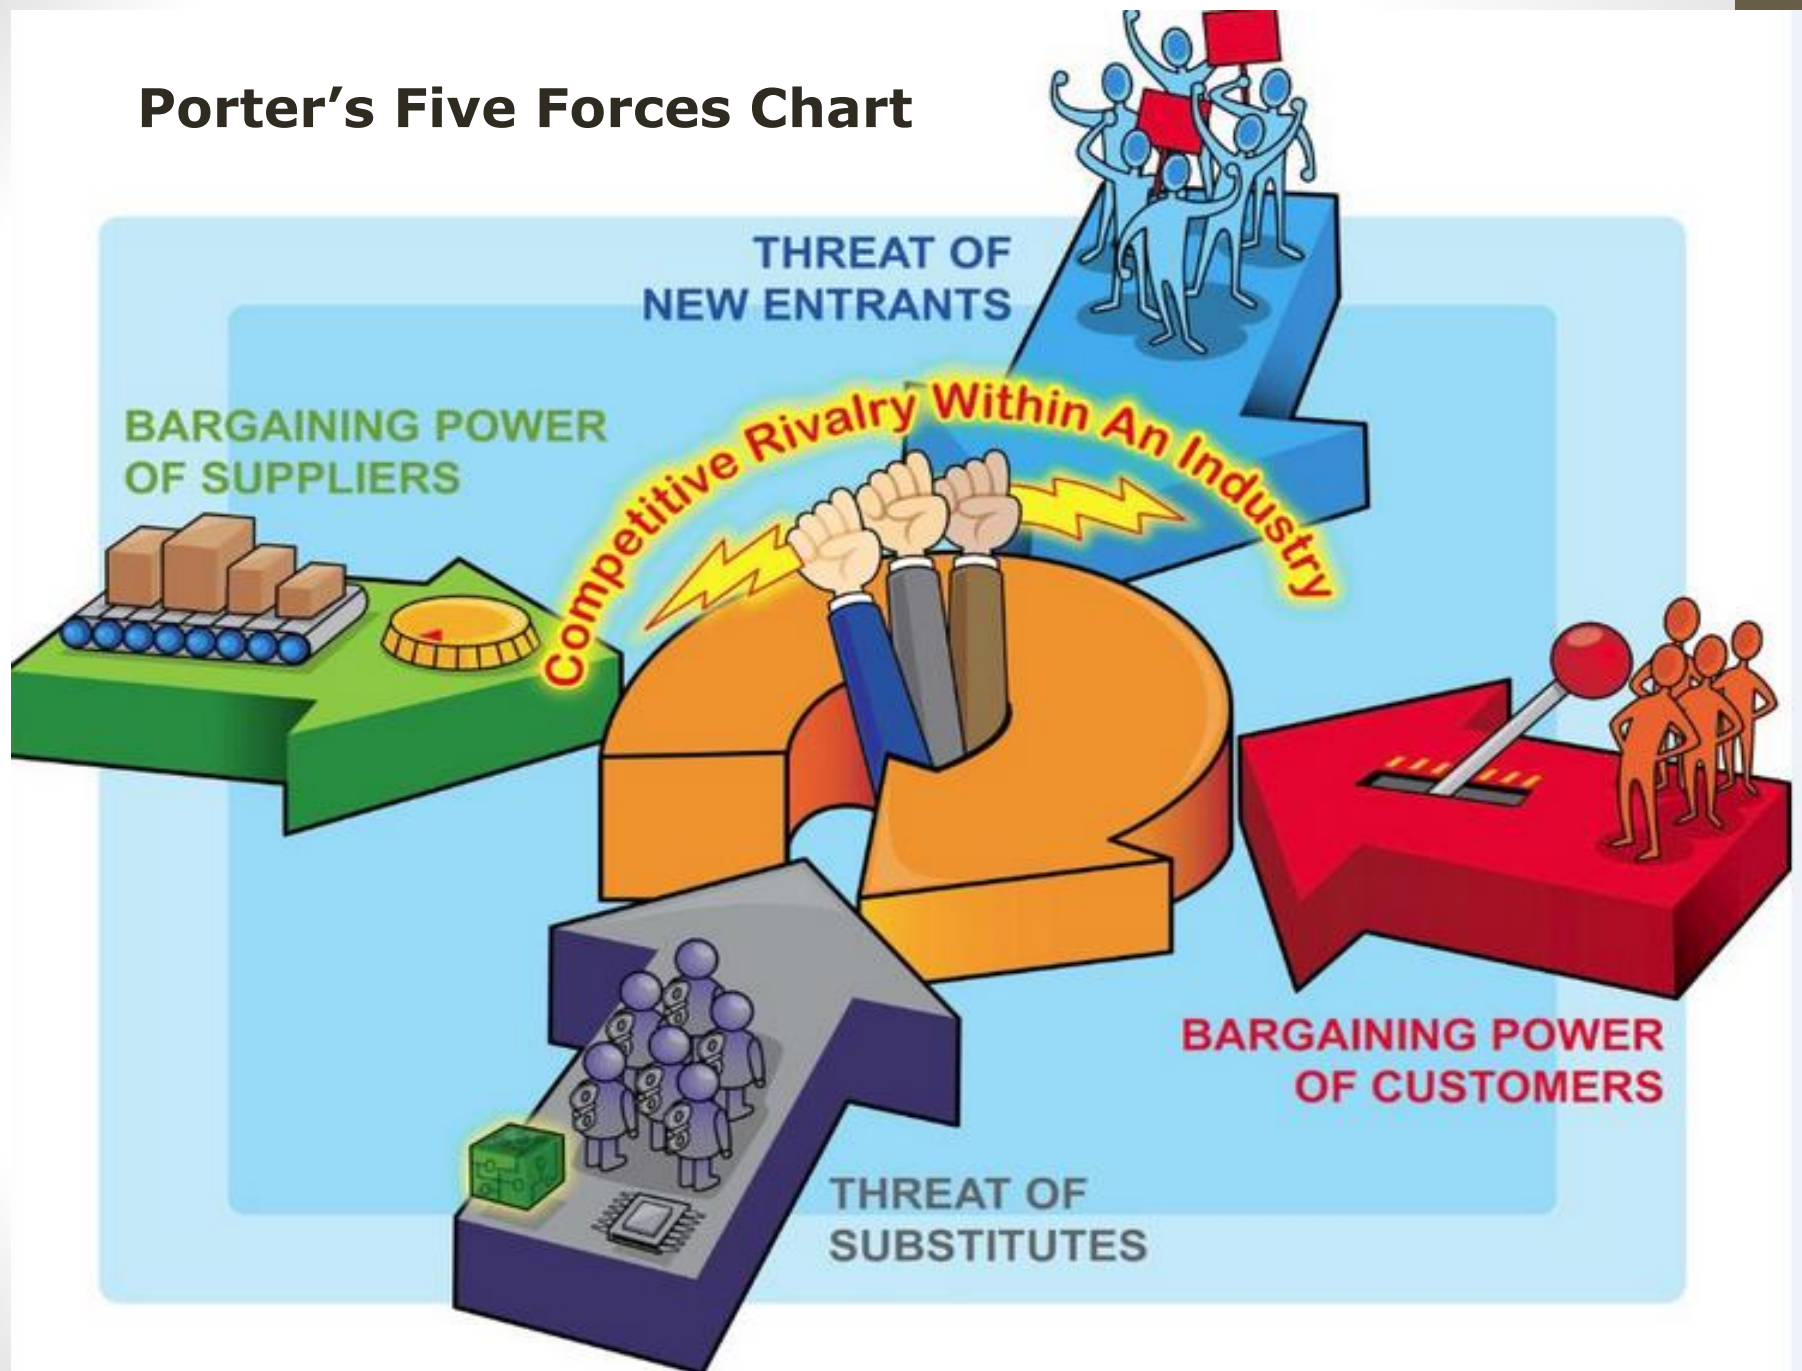 Porter’s Five Forces Chart
THREAT OF
NEW ENTRANTS
BARGAINING POWER
OF SUPPLIERS
Competitive Rivalry Within An Industry
BARGAINING POWER
OF CUSTOMERS
THREAT OF
SUBSTITUTES